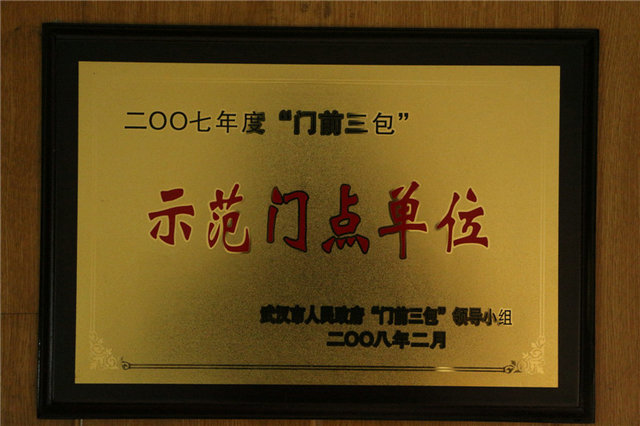 二〇〇七年度“门前三包”
示范门点单位
武汉市人民政府“门前三包”领导小组
二〇〇八年二月